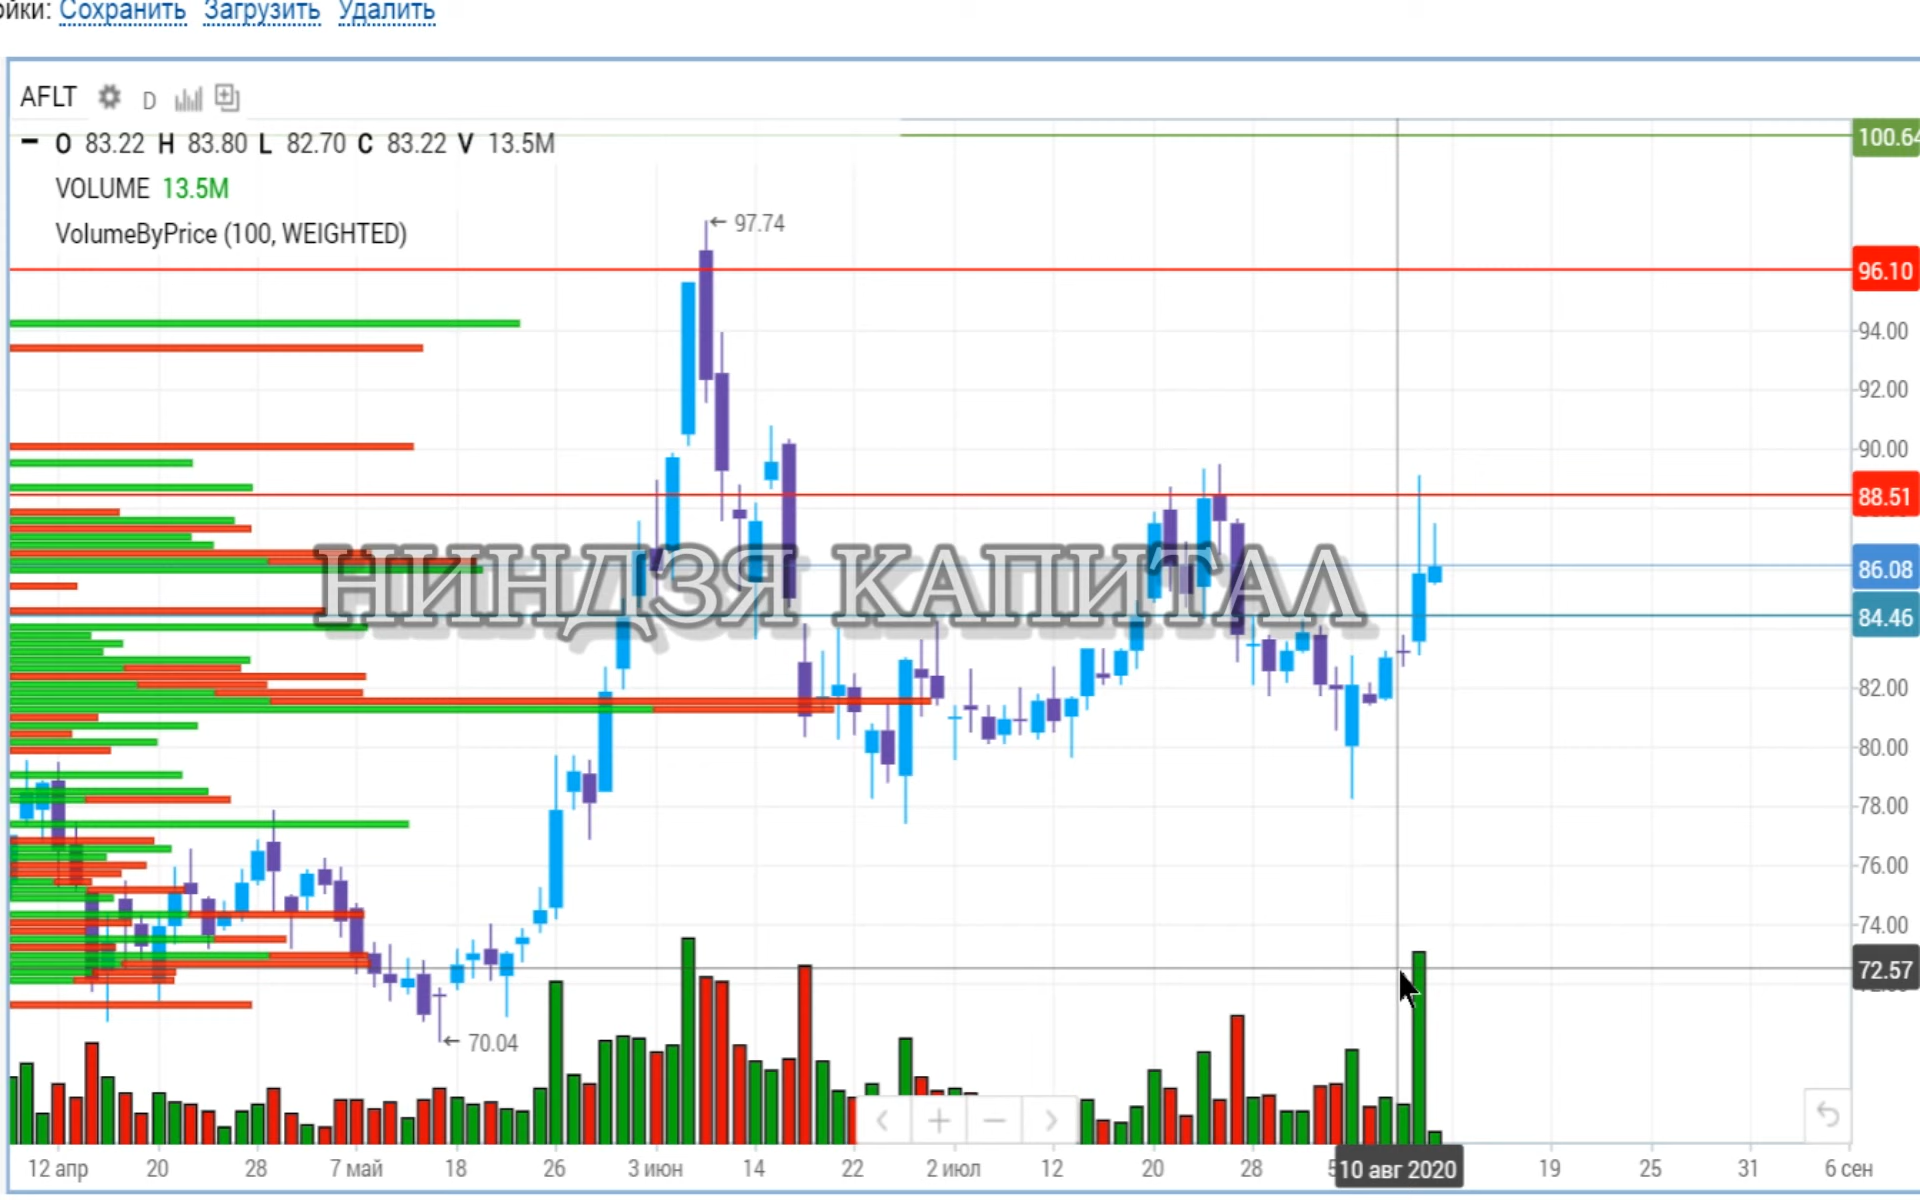 ойки: Сохранить Загрузить Удалить
AFLT D
O 83.22 H 83.80 L 82.70 C 83.22 V 13.5M
VOLUME 13.5M
VolumeByPrice (100, WEIGHTED)
100.64
97.74
96.10
94.00
92.00
90.00
88.51
86.08
84.46
82.00
80.00
78.00
76.00
74.00
72.57
70.04
НИНДЗЯ КАПИТАЛ
12 апр 20 28 7 май 18 26 3 июн 14 22 2 июл 12 20 28 5 10 авг 2020 19 25 31 6 сен